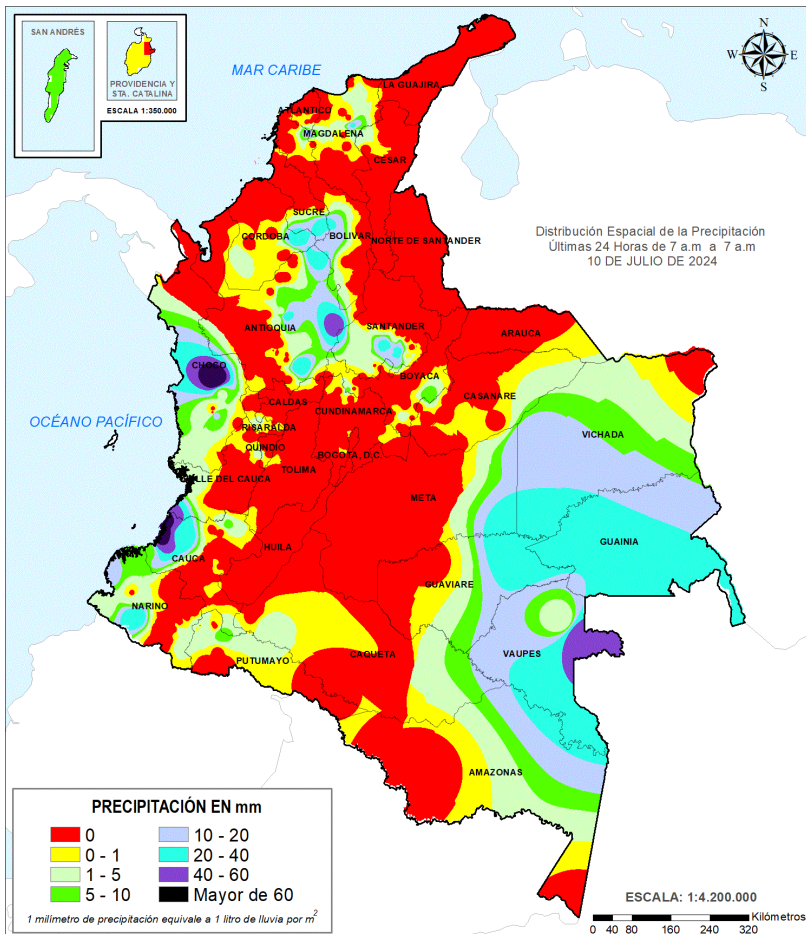 SAN ANDRÉS
PROVIDENCIA Y
STA. CATALINA
ESCALA 1:350.000
N
W
E
S
MAR CARIBE
LA GUAJIRA
ATLANTICO
MAGDALENA
CESAR
SUCRE
CORDOBA
BOLIVAR
NORTE DE SANTANDER
Distribución Espacial de la Precipitación
Últimas 24 Horas de 7 a.m a 7 a.m
10 DE JULIO DE 2024
ANTIOQUIA
SANTANDER
ARAUCA
CHOCO
BOYACA
CASANARE
CALDAS
CUNDINAMARCA
OCÉANO PACÍFICO
RISARALDA
VICHADA
QUINDIO
BOGOTA, D.C.
TOLIMA
VALLE DEL CAUCA
META
GUAINIA
HUILA
CAUCA
GUAVIARE
NARIÑO
VAUPES
CAQUETA
PUTUMAYO
AMAZONAS
PRECIPITACIÓN EN mm
0
0 - 1
1 - 5
5 - 10
10 - 20
20 - 40
40 - 60
Mayor de 60
1 milímetro de precipitación equivale a 1 litro de lluvia por m2
ESCALA: 1:4.200.000
0 40 80 160 240 320 Kilómetros